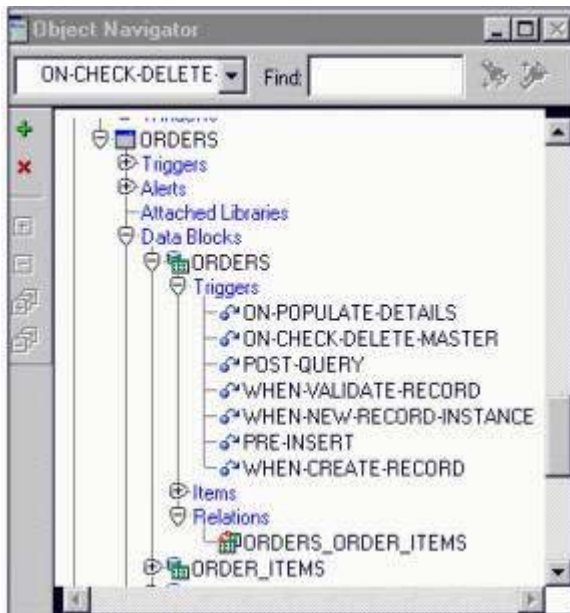 Object Navigator
ON-CHECK-DELETE-
Find:
ORDERS
Triggers
Alerts
Attached Libraries
Data Blocks
ORDERS
Triggers
ON-POPULATE-DETAILS
ON-CHECK-DELETE-MASTER
POST-QUERY
WHEN-VALIDATE-RECORD
WHEN-NEW-RECORD-INSTANCE
PRE-INSERT
WHEN-CREATE-RECORD
Items
Relations
ORDERS_ORDER_ITEMS
ORDER_ITEMS